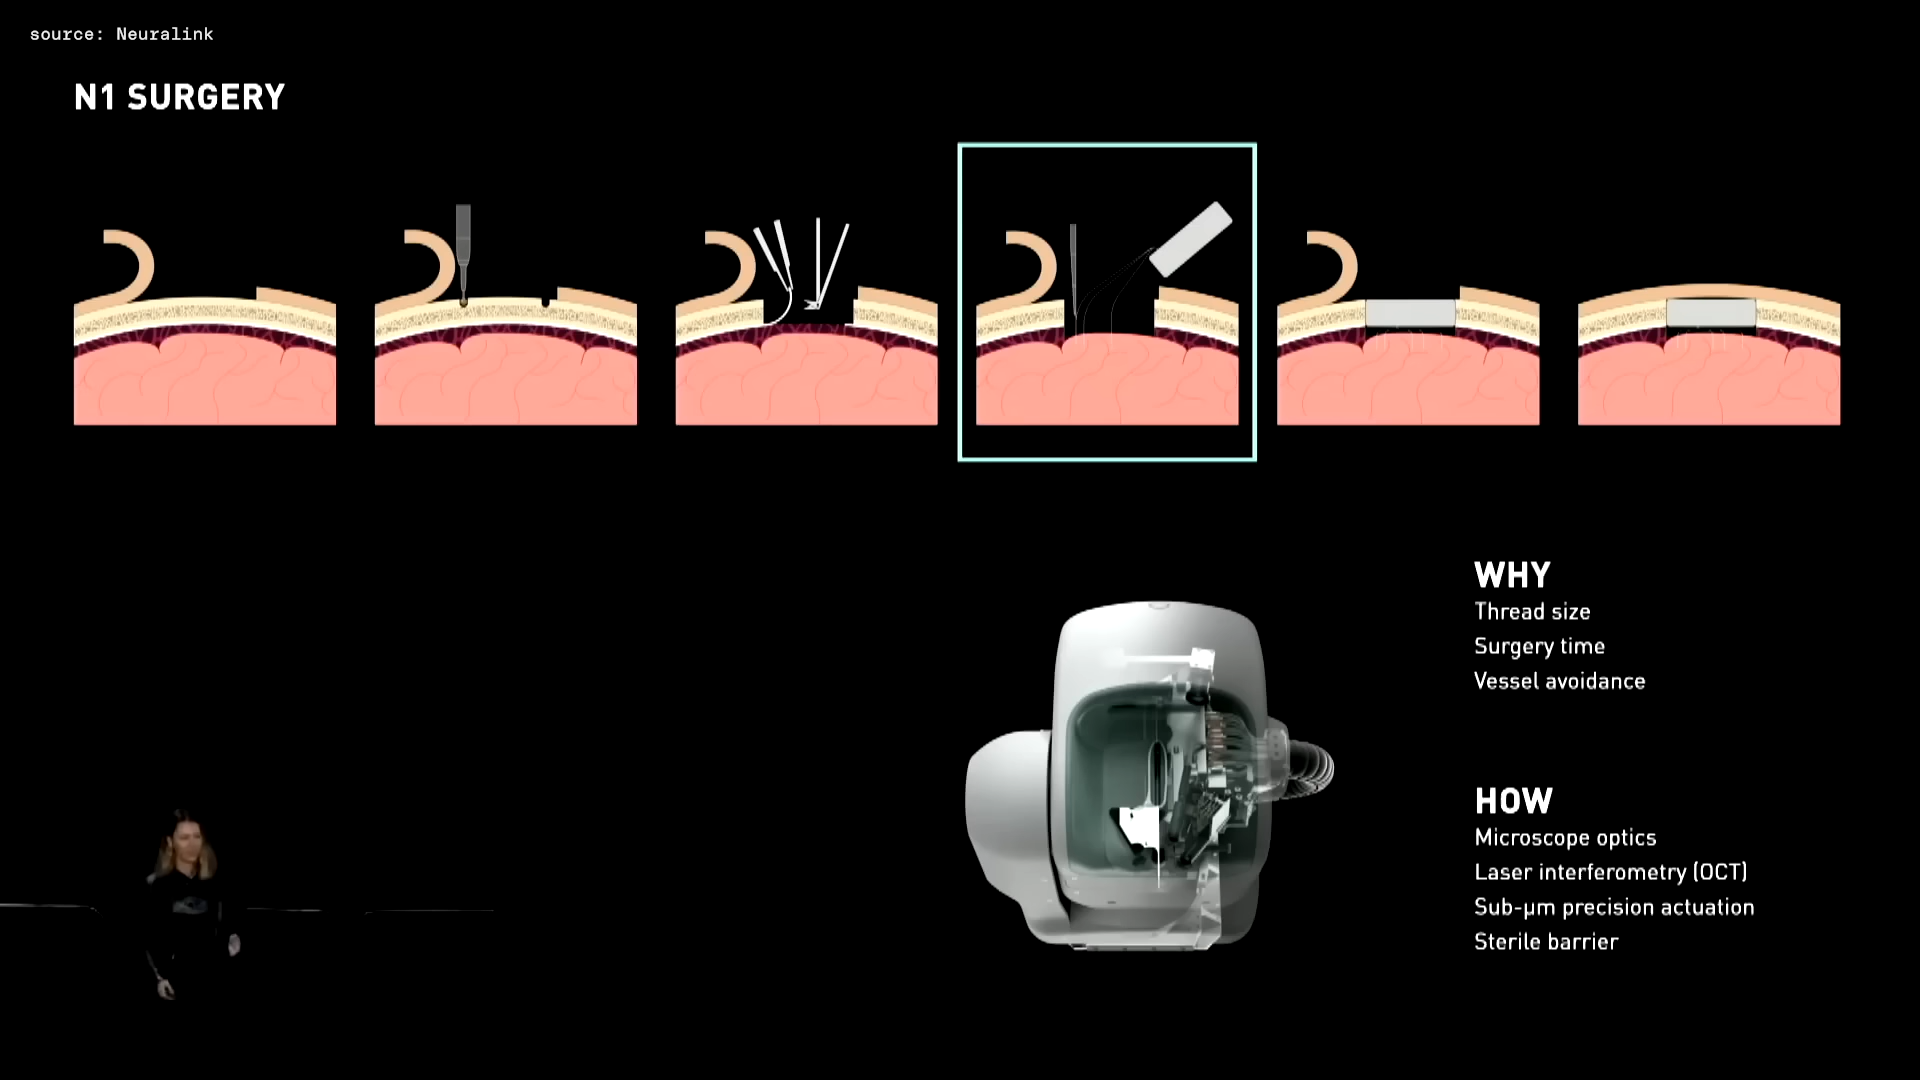 source: Neuralink
N1 SURGERY
WHY
Thread size
Surgery time
Vessel avoidance
HOW
Microscope optics
Laser interferometry (OCT)
Sub-μm precision actuation
Sterile barrier